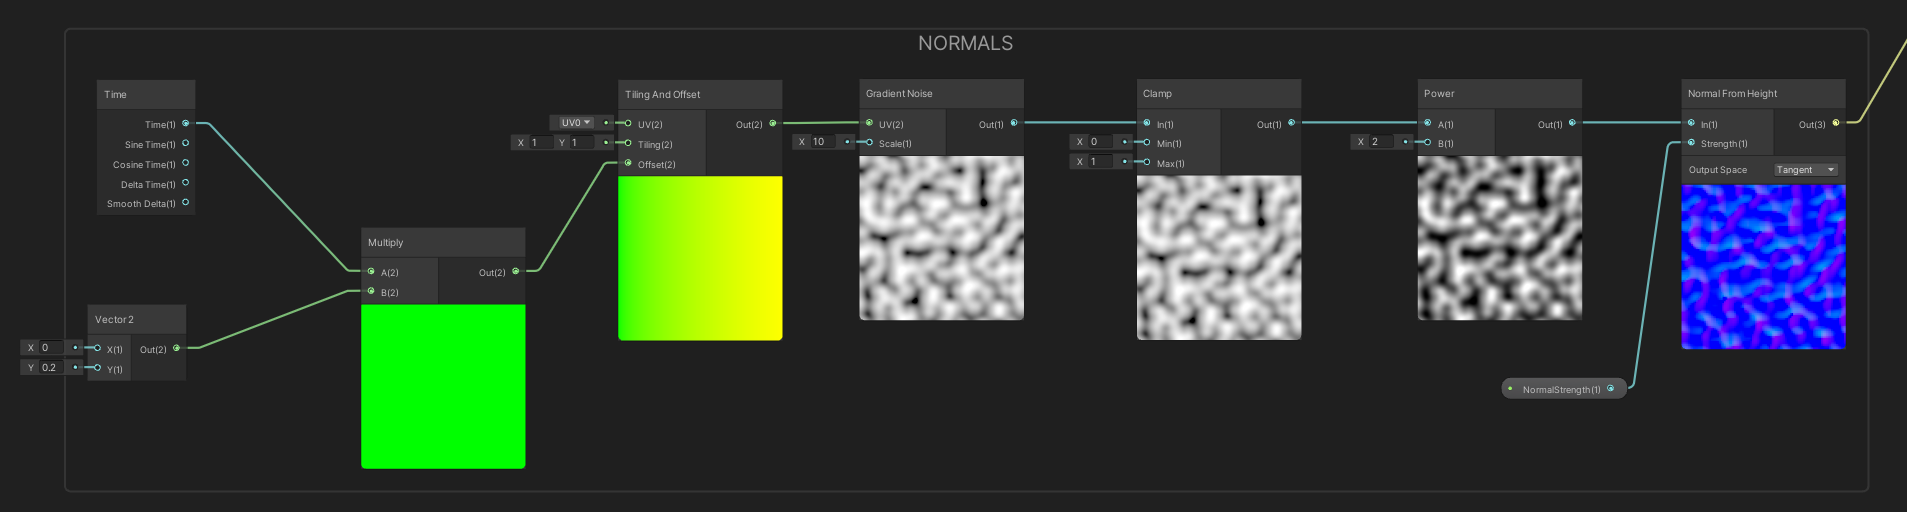 NORMALS
Time
Time(1)
Sine Time(1)
Cosine Time(1)
Delta Time(1)
Smooth Delta(1)
Vector 2
X 0
X(1)
Out(2)
Y 0.2
Y(1)
Multiply
A(2)
Out(2)
B(2)
Tiling And Offset
UV0
UV(2)
Out(2)
X 1 Y 1
Tiling(2)
Offset(2)
Gradient Noise
UV(2)
Out(1)
X 10
Scale(1)
Clamp
In(1)
Out(1)
X 0
Min(1)
X 1
Max(1)
Power
A(1)
Out(1)
X 2
B(1)
Normal From Height
In(1)
Out(3)
Strength(1)
Output Space
Tangent
NormalStrength(1)